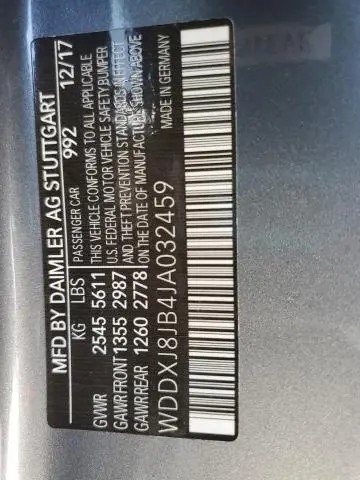 MFD BY DAIMLER AG STUTTGART
KG LBS PASSENGER CAR 992 12/17
GVWR 2545 5611 THIS VEHICLE CONFORMS TO ALL APPLICABLE
U.S. FEDERAL MOTOR VEHICLE SAFETY, BUMPER
GAWR FRONT 1355 2987 AND THEFT PREVENTION STANDARDS IN EFFECT
GAWR REAR 1260 2778 ON THE DATE OF MANUFACTURE SHOWN ABOVE
WDDXJ8JB4JA032459 MADE IN GERMANY